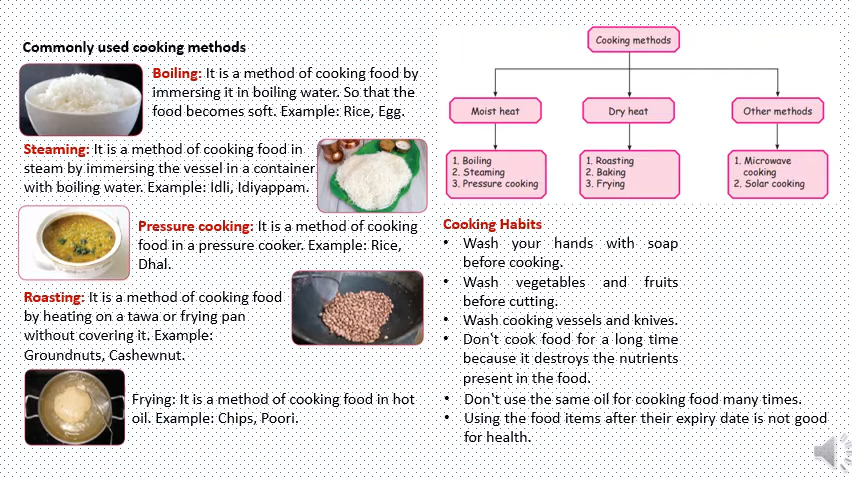 Commonly used cooking methods
Boiling: It is a method of cooking food by
immersing it in boiling water. So that the
food becomes soft. Example: Rice, Egg.
Steaming: It is a method of cooking food in
steam by immersing the vessel in a container
with boiling water. Example: Idli, Idiyappam.
Pressure cooking: It is a method of cooking
food in a pressure cooker. Example: Rice,
Dhal.
Roasting: It is a method of cooking food
by heating on a tawa or frying pan
without covering it. Example:
Groundnuts, Cashewnut.
Frying: It is a method of cooking food in hot
oil. Example: Chips, Poori.
Cooking methods
Moist heat
Dry heat
Other methods
1. Boiling
2. Steaming
3. Pressure cooking
1. Roasting
2. Baking
3. Frying
1. Microwave
cooking
2. Solar cooking
Cooking Habits
• Wash your hands with soap
before cooking.
• Wash vegetables and fruits
before cutting.
• Wash cooking vessels and knives.
• Don't cook food for a long time
because it destroys the nutrients
present in the food.
• Don't use the same oil for cooking food many times.
• Using the food items after their expiry date is not good
for health.